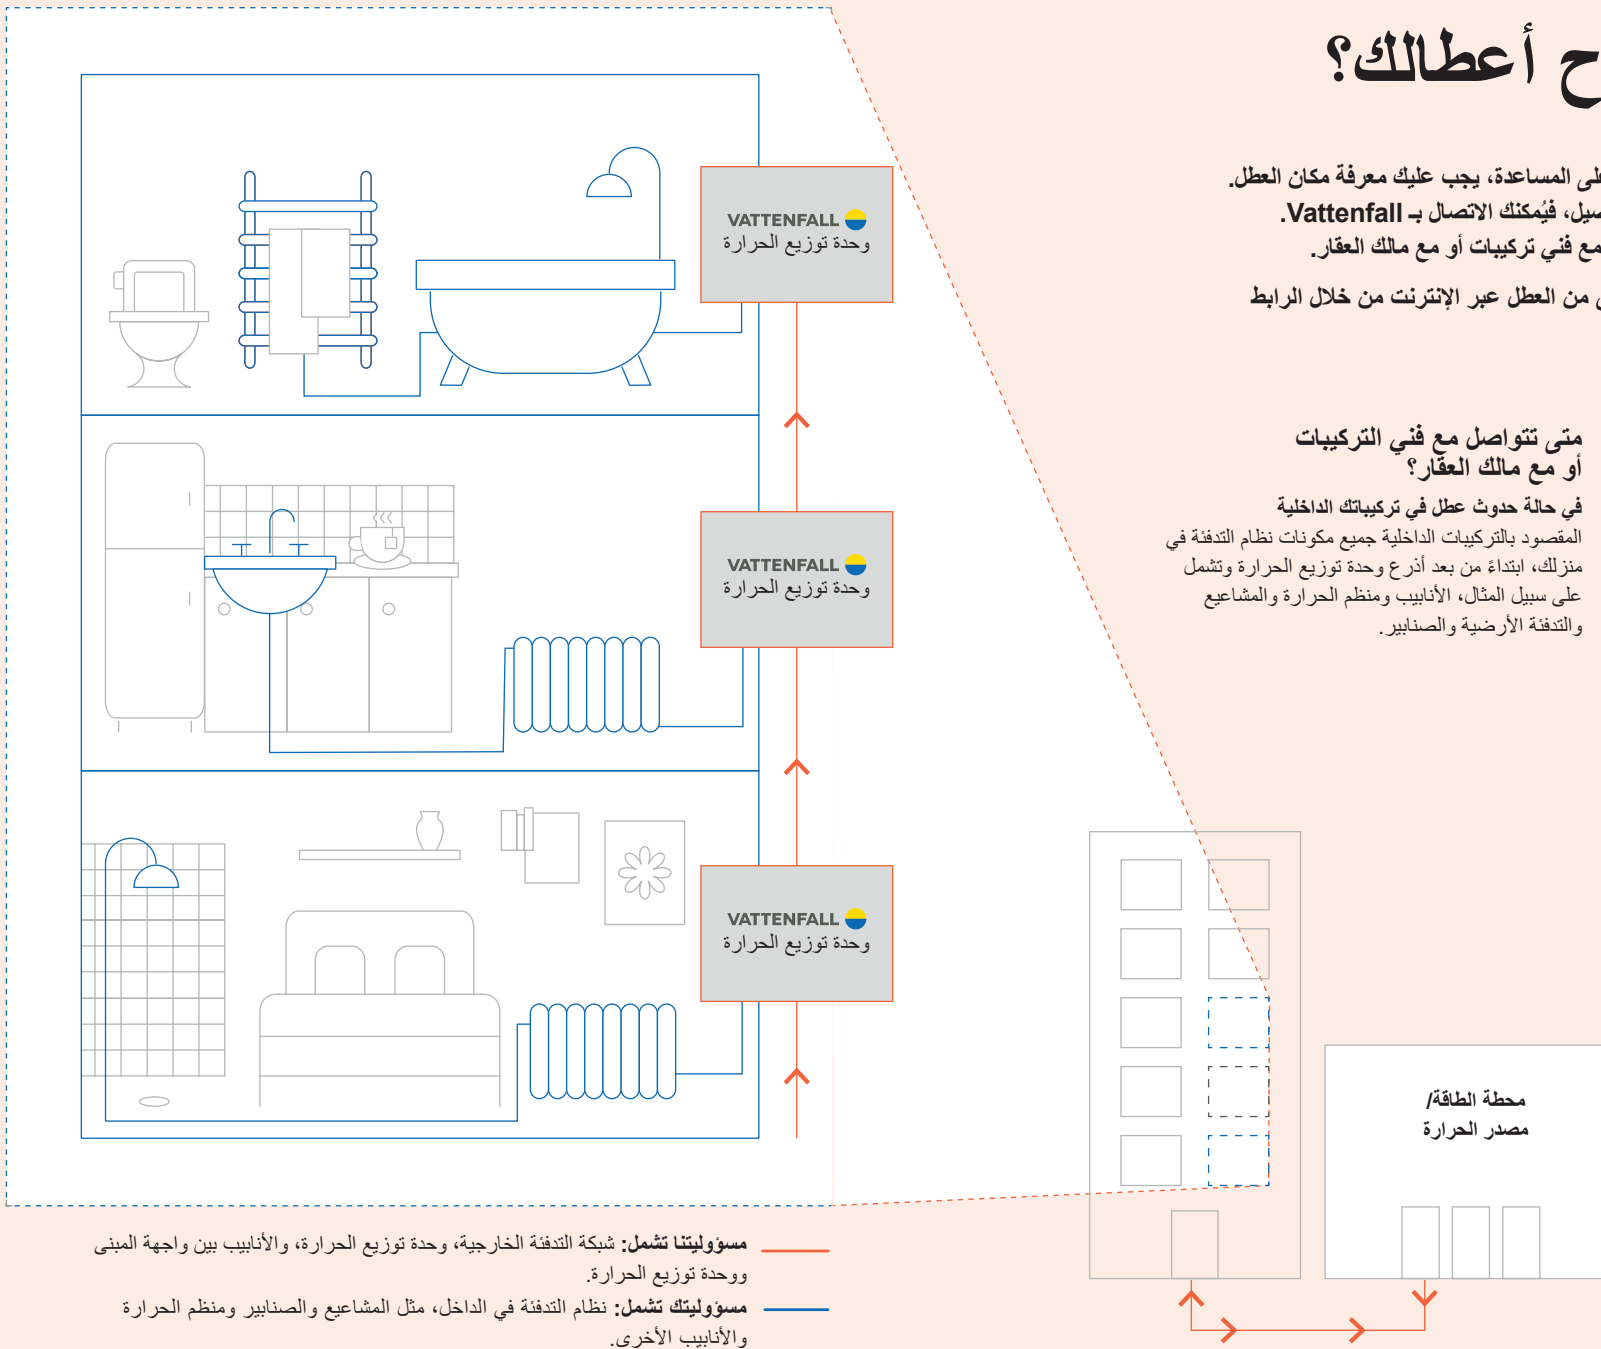 ح أعطالك؟
على المساعدة، يجب عليك معرفة مكان العطل.
فيُمكنك الاتصال بـ Vattenfall.
مع فني تركيبات أو مع مالك العقار.
من العطل عبر الإنترنت من خلال الرابط
متى تتواصل مع فني التركيبات
أو مع مالك العقار؟
في حالة حدوث عطل في تركيباتك الداخلية
المقصود بالتركيبات الداخلية جميع مكونات نظام التدفئة في
منزلك، ابتداءً من بعد أذرع وحدة توزيع الحرارة وتشمل
على سبيل المثال، الأنابيب ومنظم الحرارة والمشاعيع
والتدفئة الأرضية والصنابير.
VATTENFALL
وحدة توزيع الحرارة
VATTENFALL
وحدة توزيع الحرارة
VATTENFALL
وحدة توزيع الحرارة
محطة الطاقة/
مصدر الحرارة
مسؤوليتنا تشمل: شبكة التدفئة الخارجية، وحدة توزيع الحرارة، والأنابيب بين واجهة المبنى
ووحدة توزيع الحرارة.
مسؤوليتك تشمل: نظام التدفئة في الداخل، مثل المشاعيع والصنابير ومنظم الحرارة
والأنابيب الأخرى.